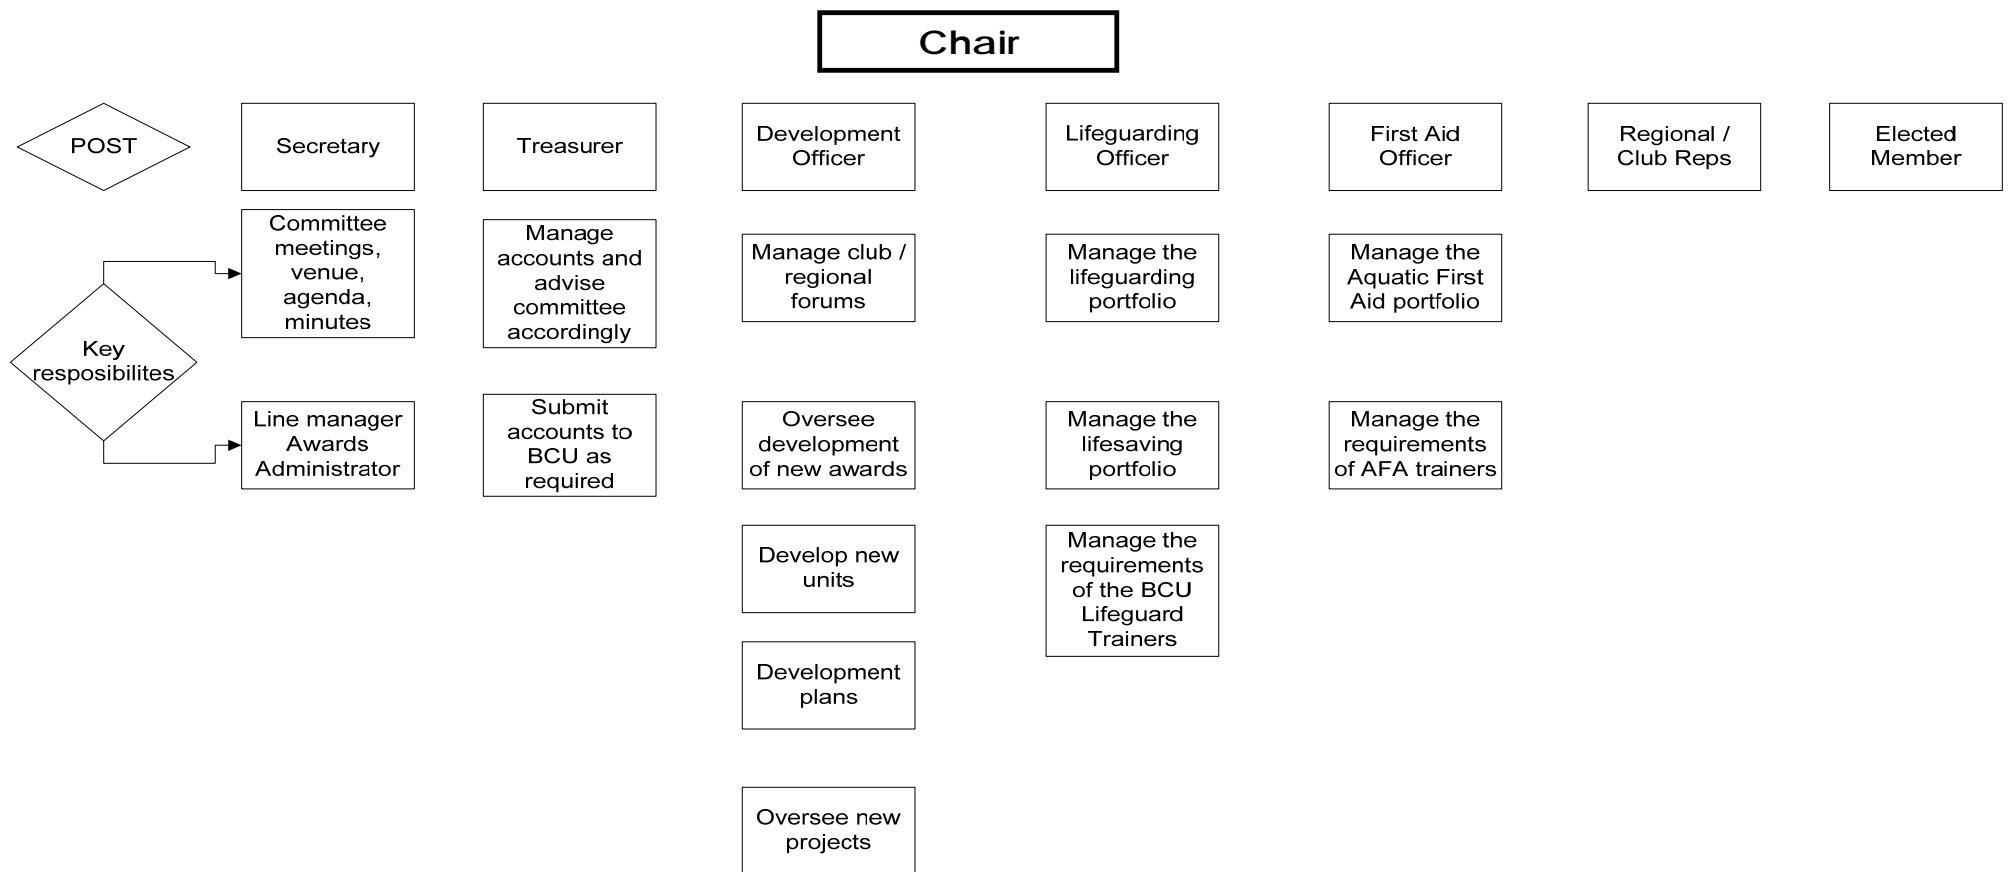 Chair
POST
Secretary
Treasurer
Development
Officer
Lifeguarding
Officer
First Aid
Officer
Regional /
Club Reps
Elected
Member
Key
resposibilites
Committee
meetings,
venue,
agenda,
minutes
Manage
accounts and
advise
committee
accordingly
Manage club /
regional
forums
Manage the
lifeguarding
portfolio
Manage the
Aquatic First
Aid portfolio
Line manager
Awards
Administrator
Submit
accounts to
BCU as
required
Oversee
development
of new awards
Manage the
lifesaving
portfolio
Manage the
requirements
of AFA trainers
Develop new
units
Manage the
requirements
of the BCU
Lifeguard
Trainers
Development
plans
Oversee new
projects